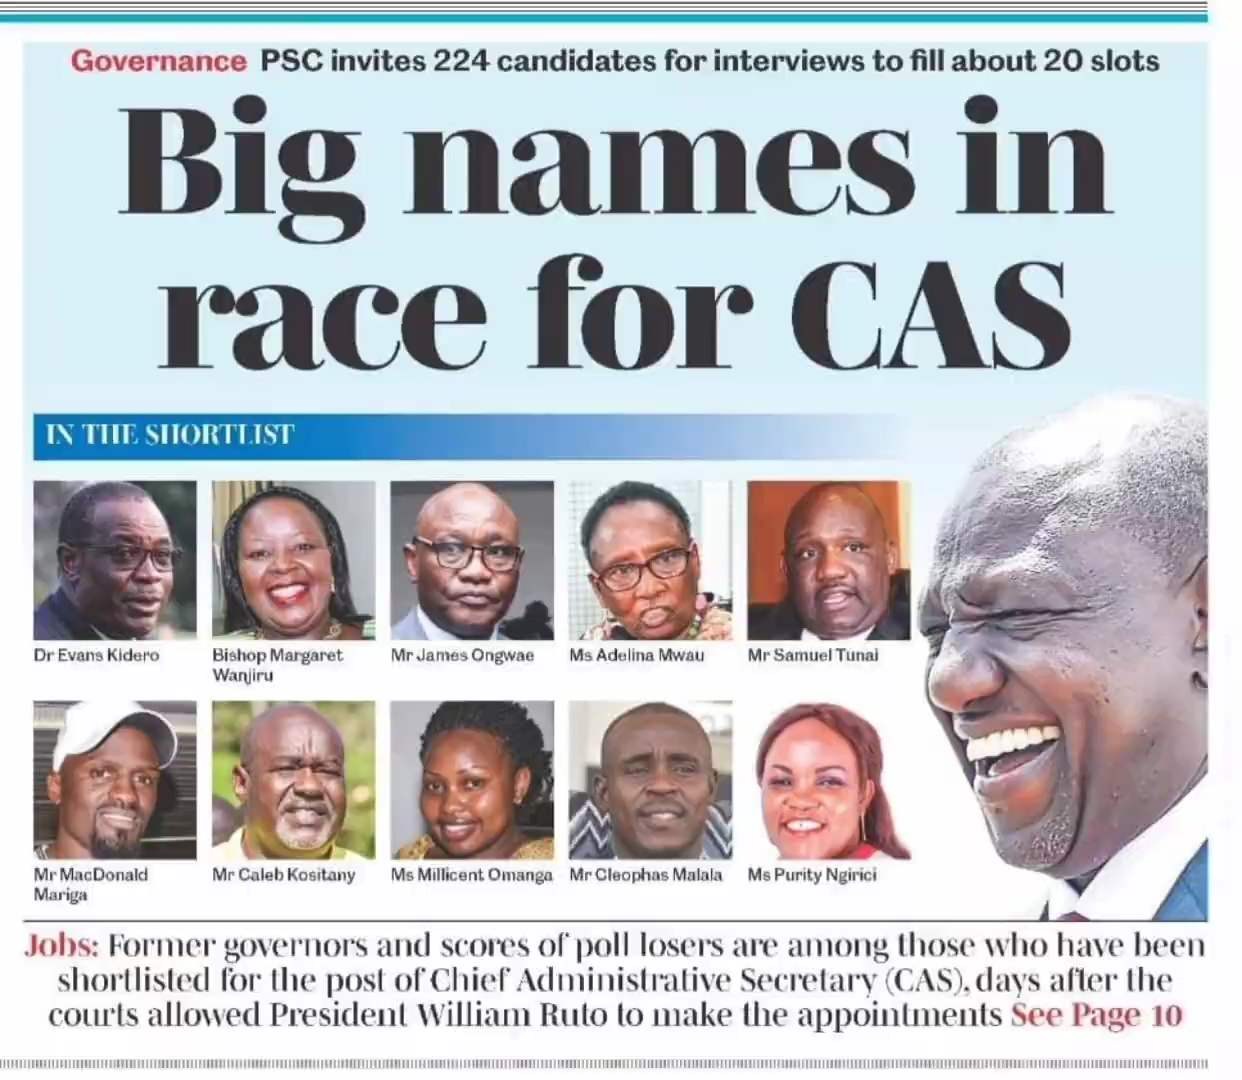 Governance PSC invites 224 candidates for interviews to fill about 20 slots
Big names in
race for CAS
IN THE SHORTLIST
Dr Evans Kidero
Bishop Margaret
Wanjiru
Mr James Ongwae
Ms Adelina Mwau
Mr Samuel Tunai
Mr MacDonald
Mariga
Mr Caleb Kositany
Ms Millicent Omanga
Mr Cleophas Malala
Ms Purity Ngirici
Jobs: Former governors and scores of poll losers are among those who have been
shortlisted for the post of Chief Administrative Secretary (CAS), days after the
courts allowed President William Ruto to make the appointments See Page 10